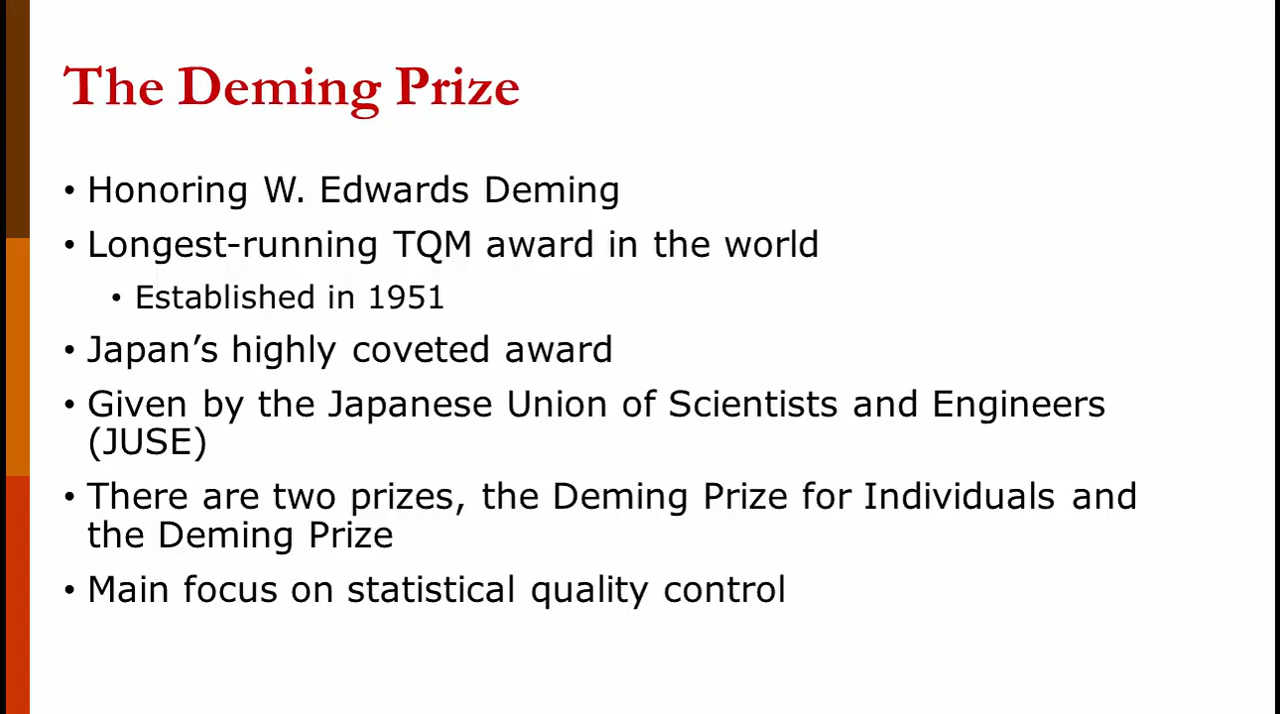 The Deming Prize
• Honoring W. Edwards Deming
• Longest-running TQM award in the world
• Established in 1951
• Japan’s highly coveted award
• Given by the Japanese Union of Scientists and Engineers
(JUSE)
• There are two prizes, the Deming Prize for Individuals and
the Deming Prize
• Main focus on statistical quality control